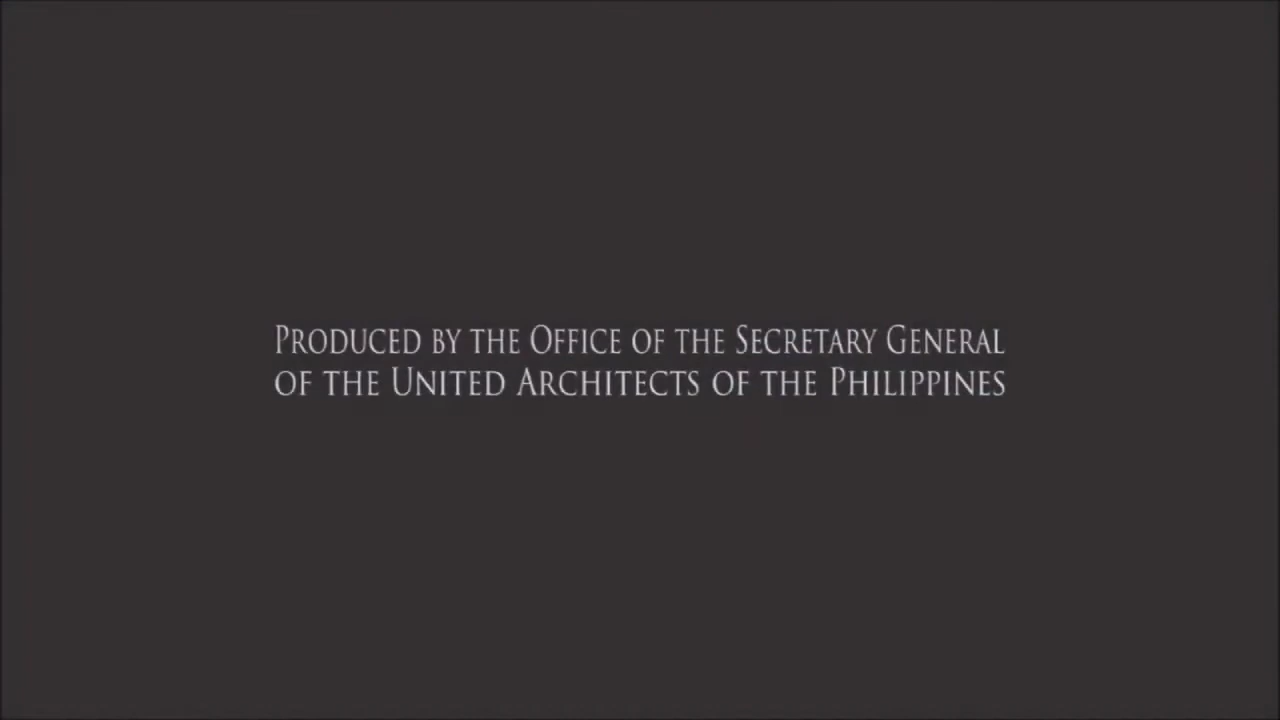 PRODUCED BY THE OFFICE OF THE SECRETARY GENERAL
OF THE UNITED ARCHITECTS OF THE PHILIPPINES